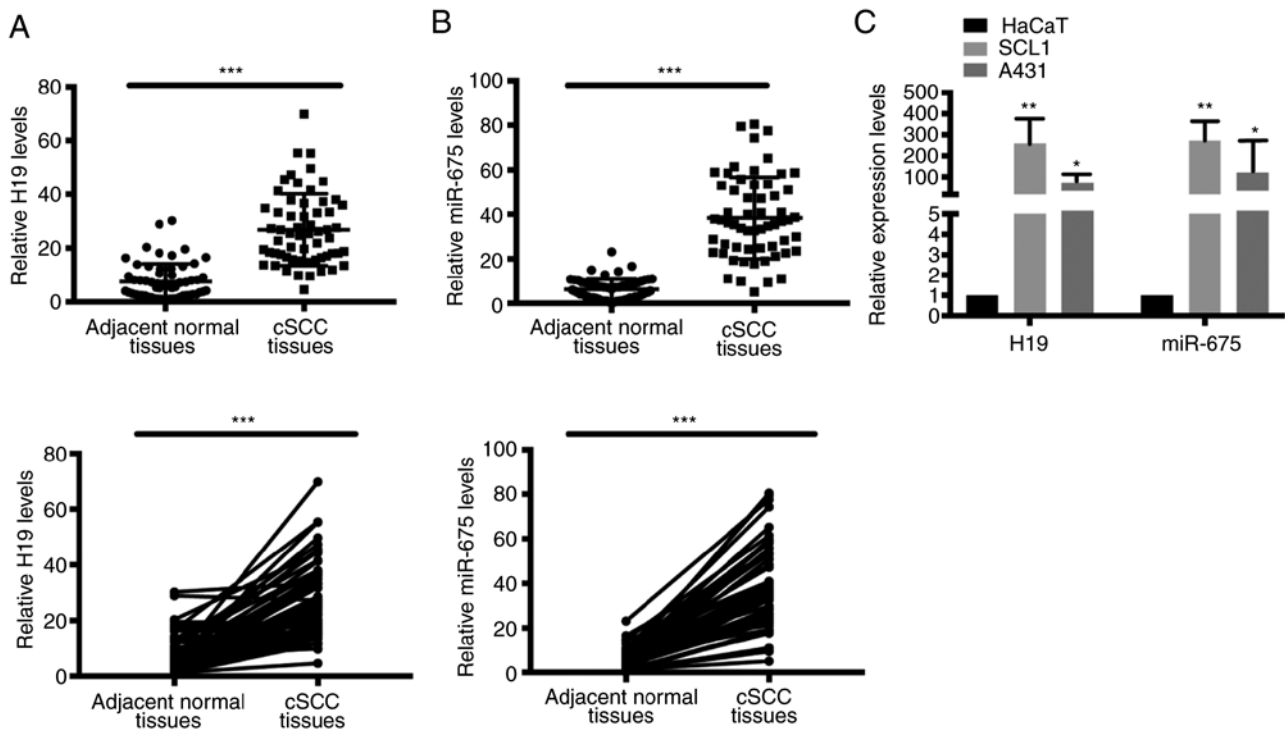 A
***
Relative H19 levels
80
60
40
20
0
Adjacent normal
tissues
cSCC
tissues
B
***
Relative miR-675 levels
100
80
60
40
20
0
Adjacent normal
tissues
cSCC
tissues
C
HaCaT
SCL1
A431
Relative expression levels
500
400
300
200
100
5
4
3
2
1
0
**
*
**
*
H19
miR-675
***
Relative H19 levels
80
60
40
20
0
Adjacent normal
tissues
cSCC
tissues
***
Relative miR-675 levels
100
80
60
40
20
0
Adjacent normal
tissues
cSCC
tissues